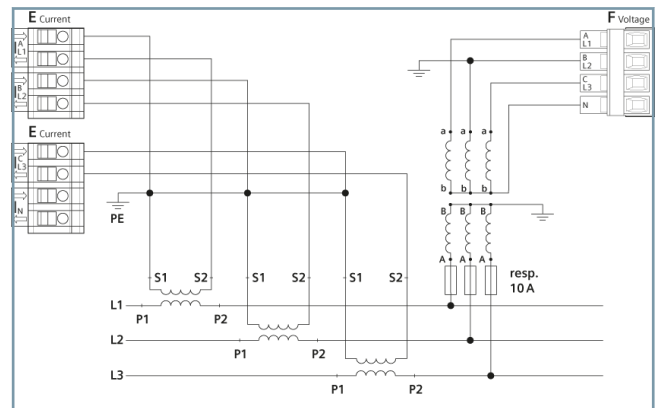 E Current
F Voltage
A
L1
B
L2
E Current
C
L3
N
A
L1
B
L2
C
L3
N
a a a
b b b
B B B
A A A
PE
S1 S2 S1 S2 S1 S2
resp.
10 A
L1
P1 P2
L2
P1 P2
L3
P1 P2